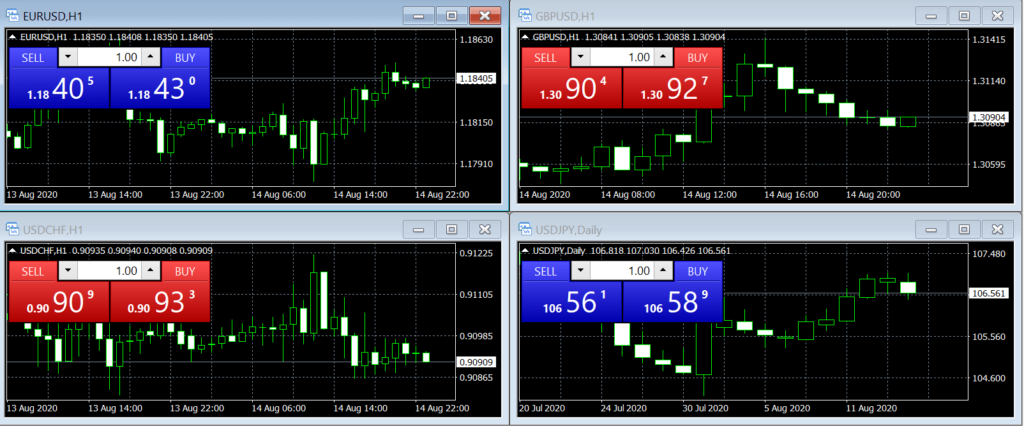 EURUSD,H1
EURUSD,H1 1.18350 1.18408 1.18350 1.18405
SELL 1.00 BUY
1.18 40 5 1.18 43 0
1.18630
1.18405
1.18150
1.17910
13 Aug 2020 13 Aug 14:00 13 Aug 22:00 14 Aug 06:00 14 Aug 14:00 14 Aug 22:00
GBPUSD,H1
GBPUSD,H1 1.30841 1.30905 1.30838 1.30904
SELL 1.00 BUY
1.30 90 4 1.30 92 7
1.31415
1.31140
1.30904
1.30865
1.30595
14 Aug 2020 14 Aug 08:00 14 Aug 12:00 14 Aug 16:00 14 Aug 20:00
USDCHF,H1
USDCHF,H1 0.90935 0.90940 0.90908 0.90909
SELL 1.00 BUY
0.90 90 9 0.90 93 3
0.91225
0.91105
0.90985
0.90909
0.90865
13 Aug 2020 13 Aug 14:00 13 Aug 22:00 14 Aug 06:00 14 Aug 14:00 14 Aug 22:00
USDJPY,Daily
USDJPY,Daily 106.818 107.030 106.426 106.561
SELL 1.00 BUY
106 56 1 106 58 9
107.480
106.561
105.560
104.600
20 Jul 2020 24 Jul 2020 30 Jul 2020 5 Aug 2020 11 Aug 2020